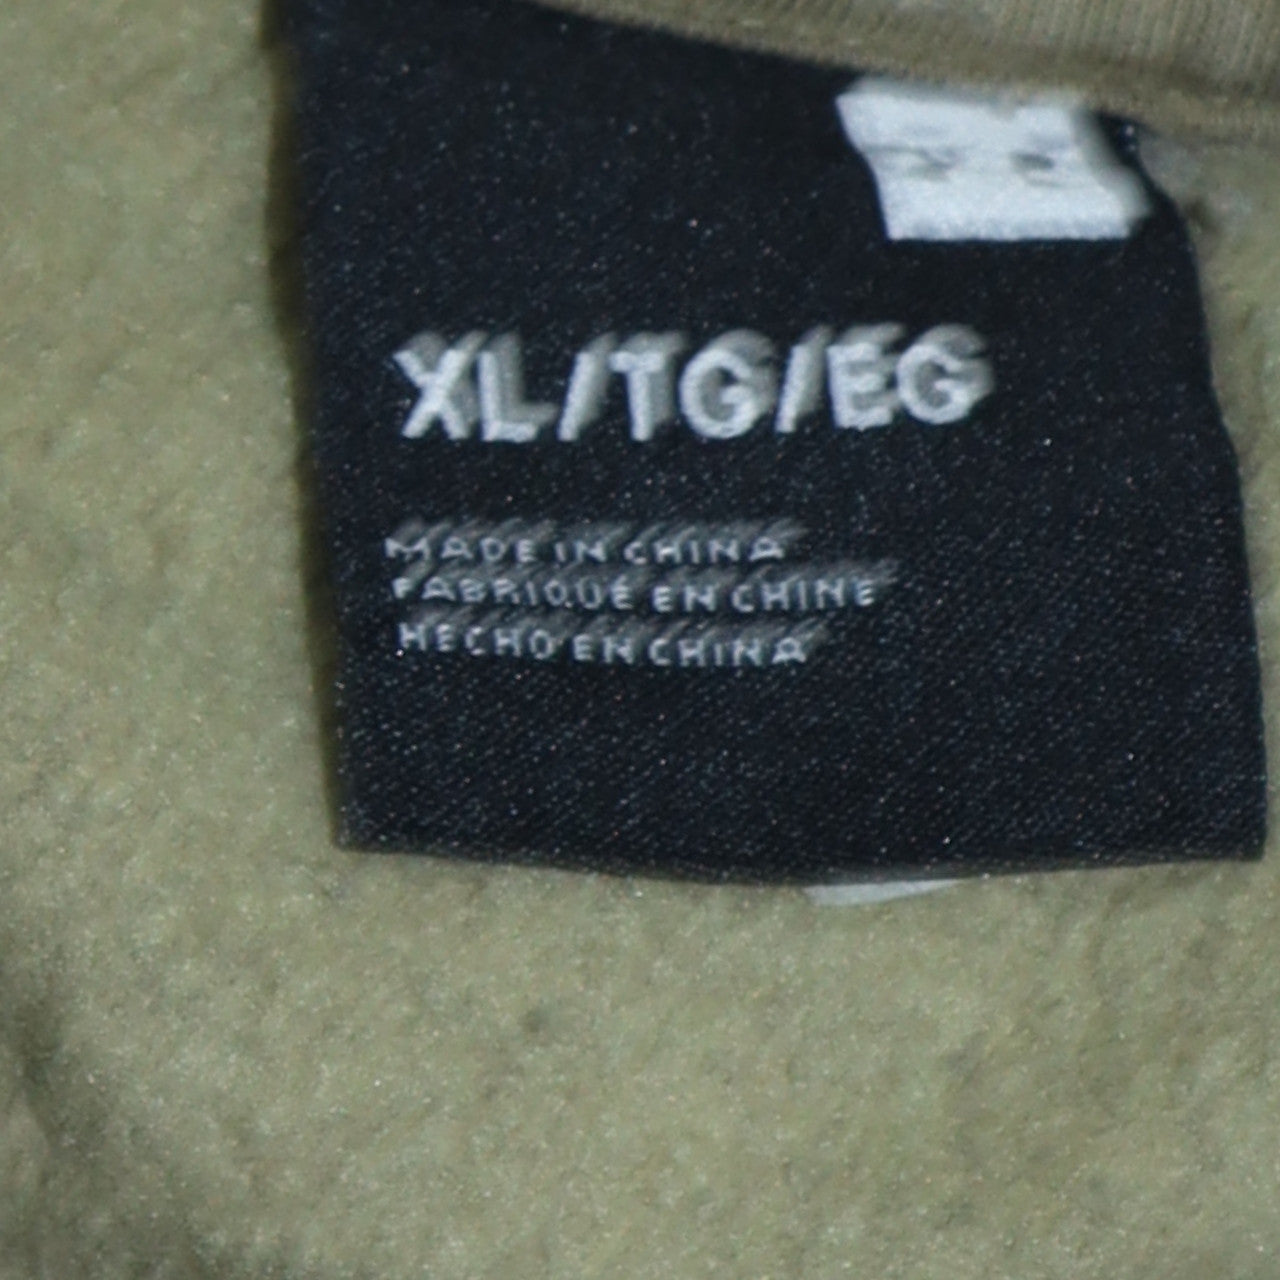 XL/TG/EG
MADE IN CHINA
FABRIQUÉ EN CHINE
HECHO EN CHINA